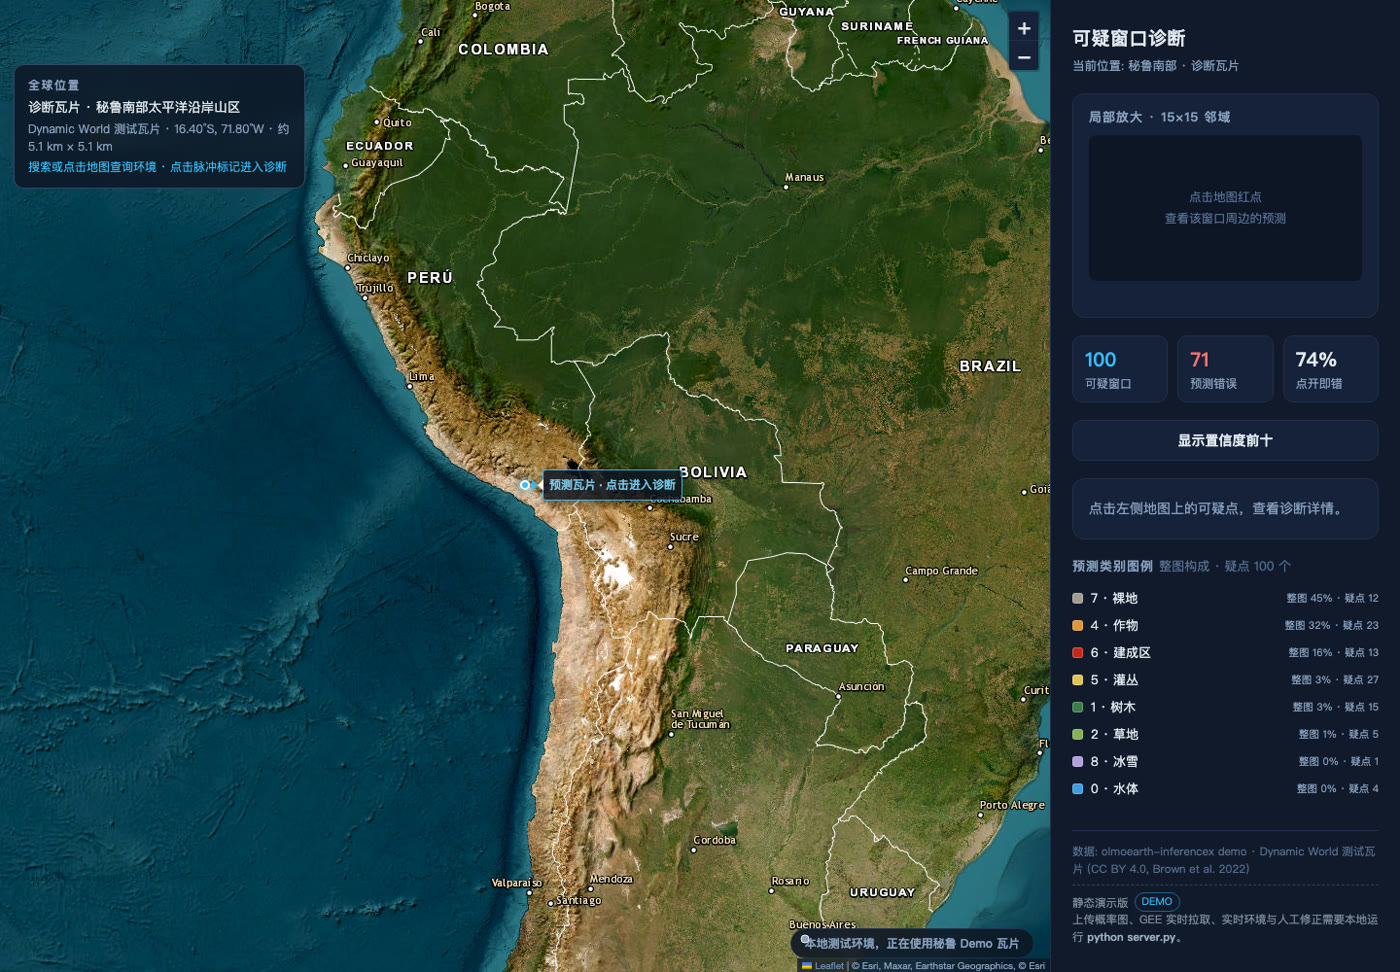 全球位置
诊断瓦片 · 秘鲁南部太平洋沿岸山区
Dynamic World 测试瓦片 · 16.40°S, 71.80°W · 约
5.1 km × 5.1 km
搜索或点击地图查询环境 · 点击脉冲标记进入诊断
Bogota
Cali
COLOMBIA
GUYANA
SURINAME
FRENCH GUIANA
+
−
Quito
ECUADOR
Guayaquil
Manaus
Chiclayo
PERÚ
Trujillo
Lima
BRAZIL
预测瓦片 · 点击进入诊断
BOLIVIA
Sucre
Campo Grande
PARAGUAY
Asunción
San Miguel
de Tucumán
Porto Alegre
Cordoba
Valparaiso
Mendoza
Santiago
Rosario
URUGUAY
Buenos Aires
本地测试环境，正在使用秘鲁 Demo 瓦片
Leaflet | © Esri, Maxar, Earthstar Geographics, © Esri
可疑窗口诊断
当前位置: 秘鲁南部 · 诊断瓦片
局部放大 · 15×15 邻域
点击地图红点
查看该窗口周边的预测
100
可疑窗口
71
预测错误
74%
点开即错
显示置信度前十
点击左侧地图上的可疑点，查看诊断详情。
预测类别图例 整图构成 · 疑点 100 个
7 · 裸地 整图 45% · 疑点 12
4 · 作物 整图 32% · 疑点 23
6 · 建成区 整图 16% · 疑点 13
5 · 灌丛 整图 3% · 疑点 27
1 · 树木 整图 3% · 疑点 15
2 · 草地 整图 1% · 疑点 5
8 · 冰雪 整图 0% · 疑点 1
0 · 水体 整图 0% · 疑点 4
数据: olmoearth-inferencex demo · Dynamic World 测试瓦
片 (CC BY 4.0, Brown et al. 2022)
静态演示版 DEMO
上传概率图、GEE 实时拉取、实时环境与人工修正需要本地运
行 python server.py。